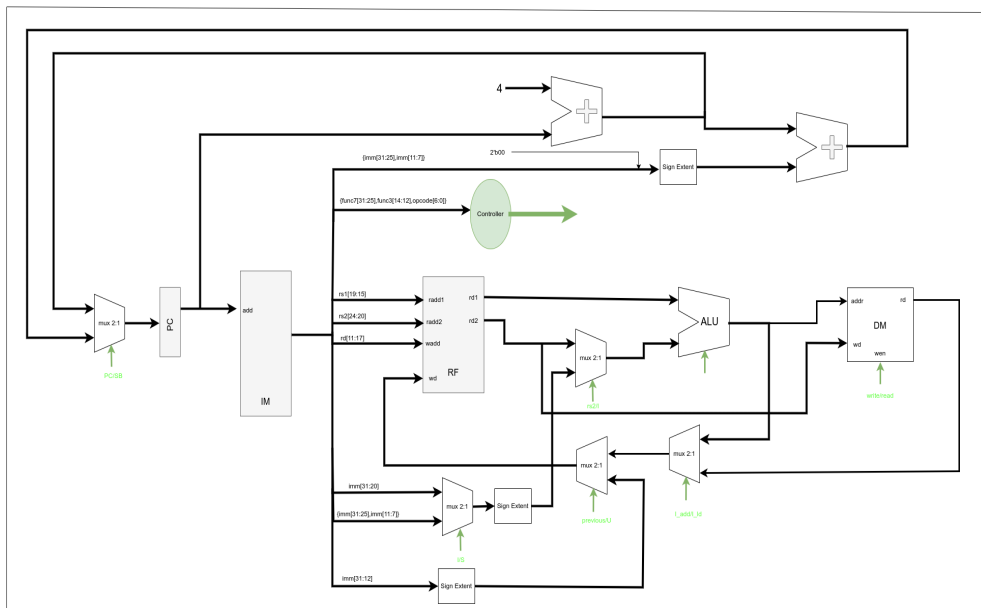 4
2'b00
{imm[31:25],imm[11:7]}
Sign Extent
{func7[31:25],func3[14:12],opcode[6:0]}
Controller
mux 2:1
PC
add
IM
PC/SB
rs1[19:15]
rs2[24:20]
rd[11:17]
radd1
radd2
wadd
wd
rd1
rd2
RF
mux 2:1
rs2/I
ALU
addr
rd
DM
wd
wen
write/read
mux 2:1
previous/U
mux 2:1
I_add/I_ld
imm[31:20]
{imm[31:25],imm[11:7]}
mux 2:1
I/S
Sign Extent
imm[31:12]
Sign Extent